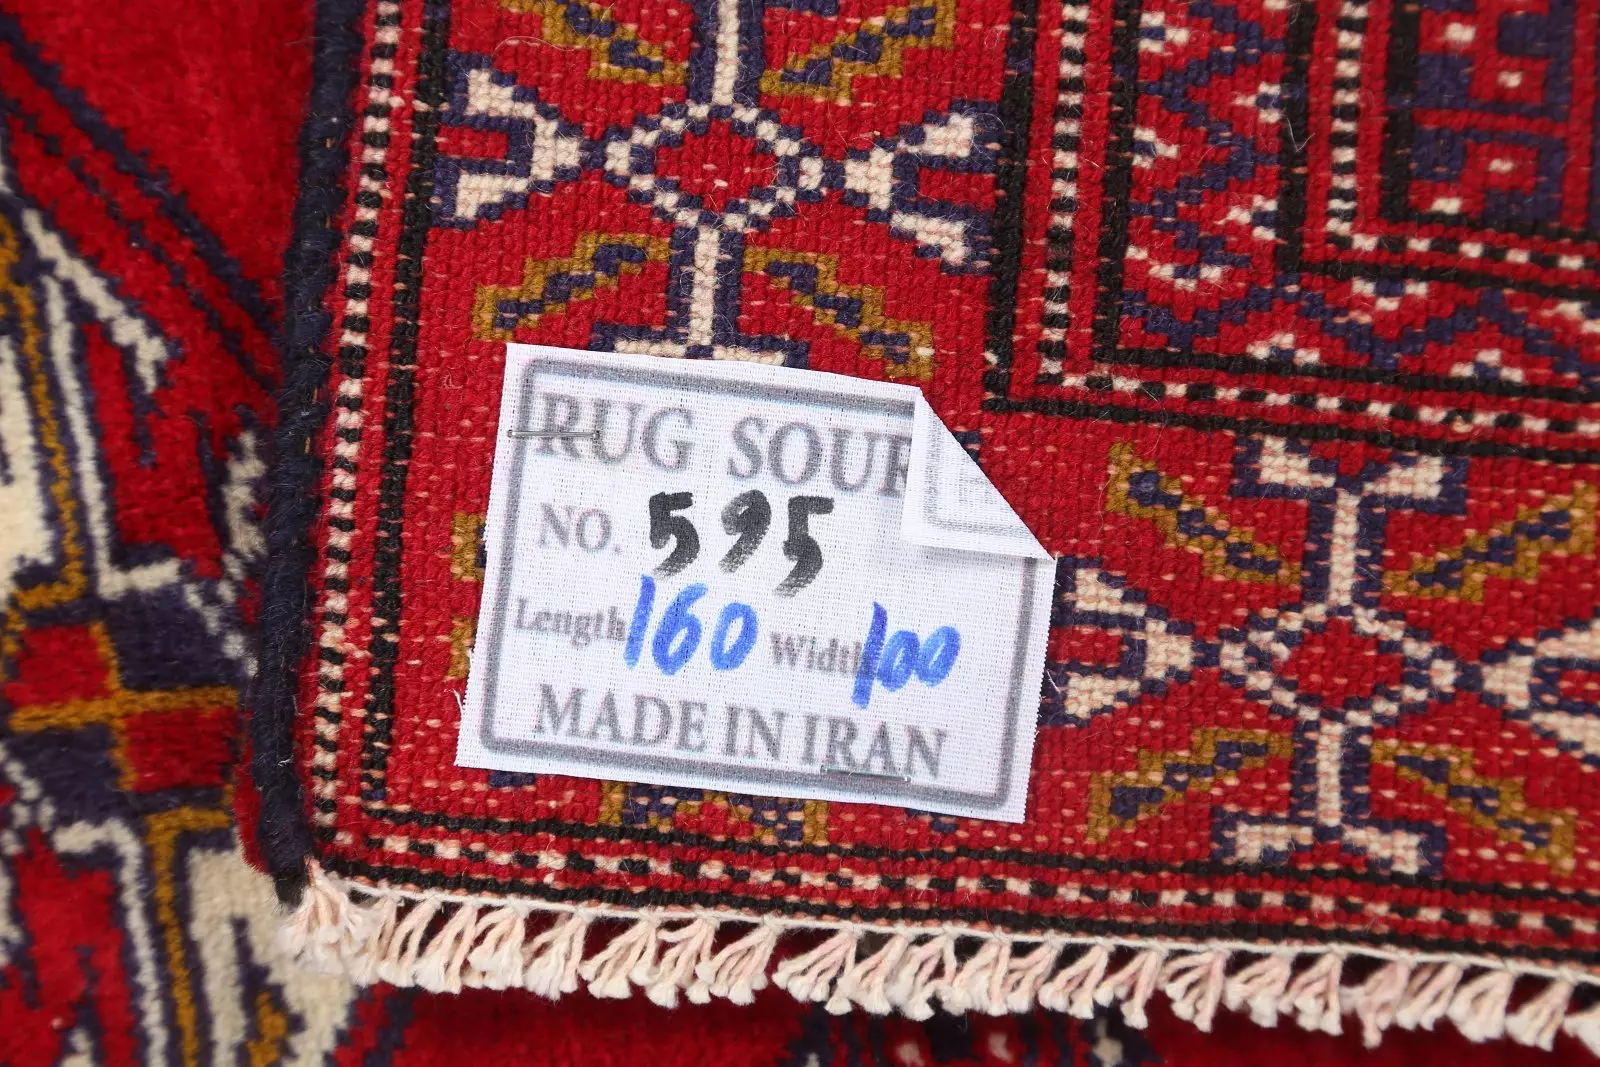 RUG SOUR
NO. 595
Length 160 Width 100
MADE IN IRAN